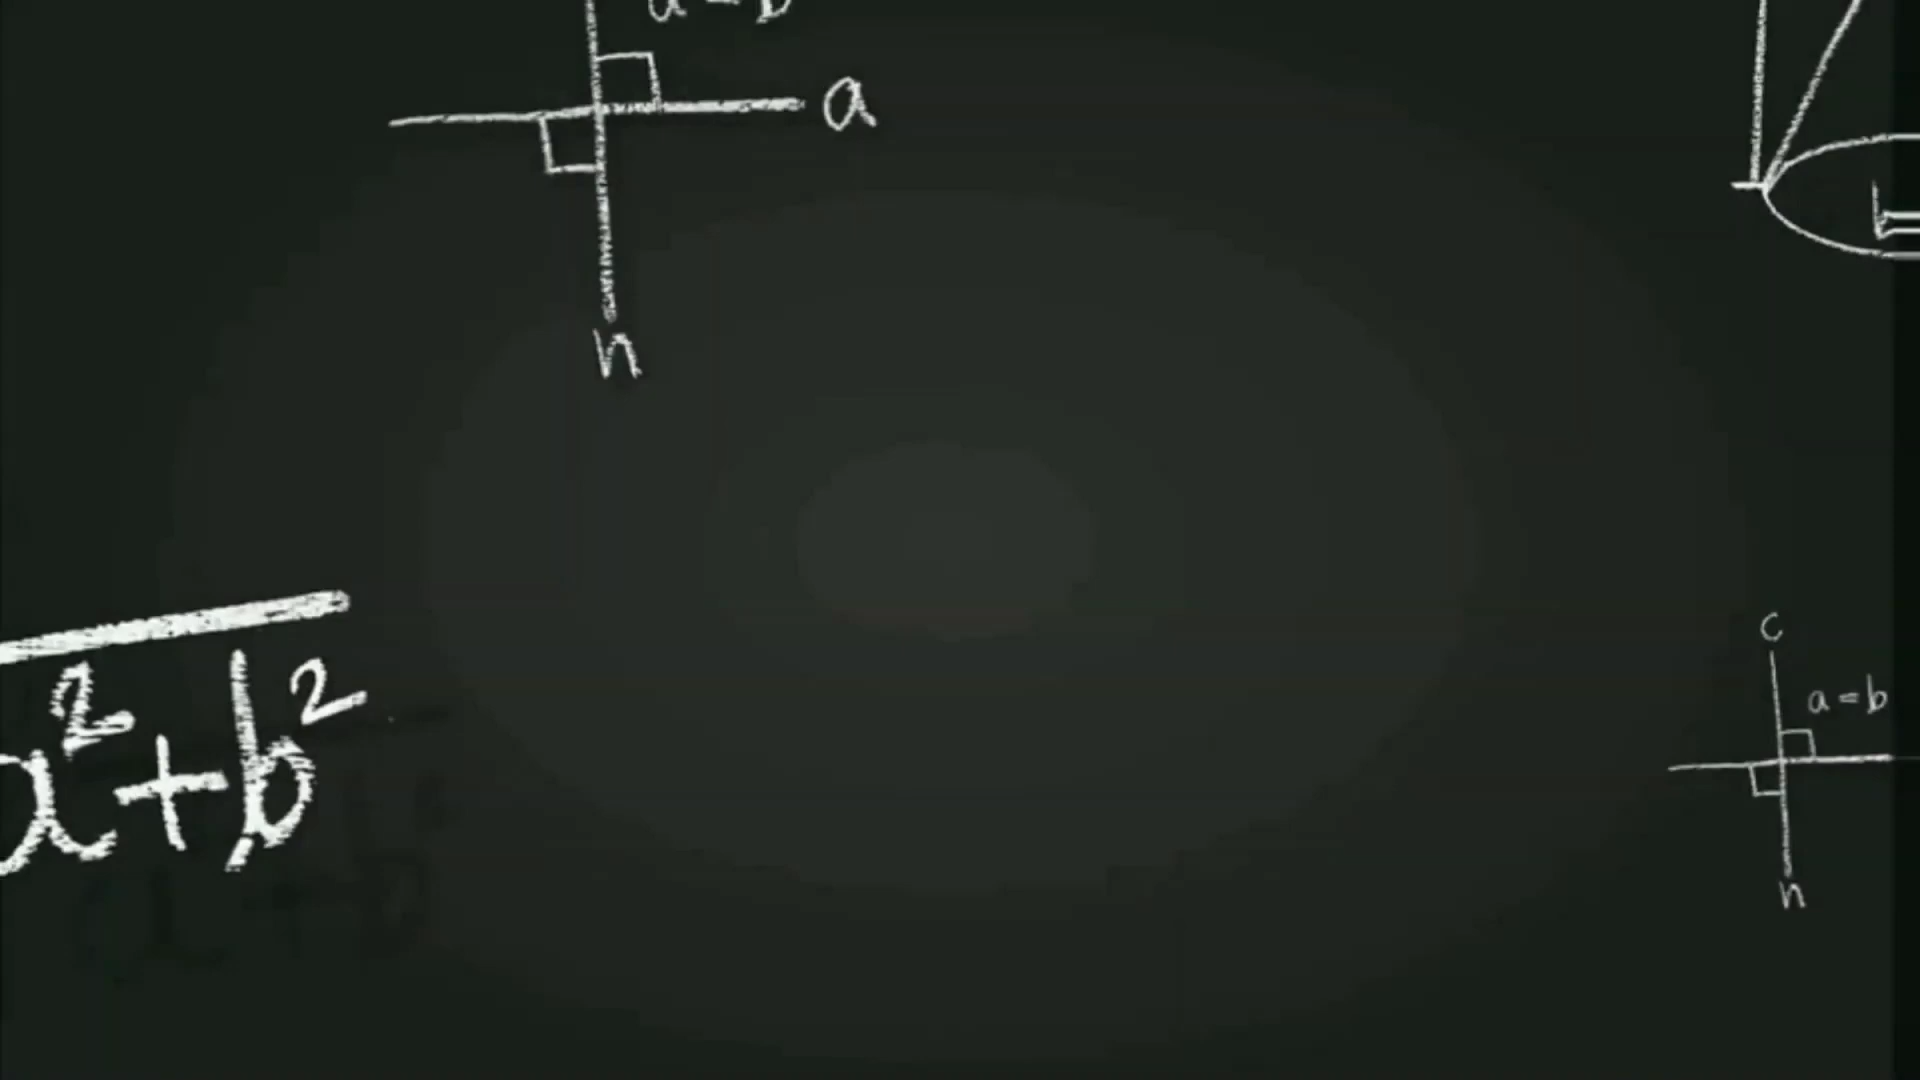 a = b
a
n
a²+b²
c
a = b
n